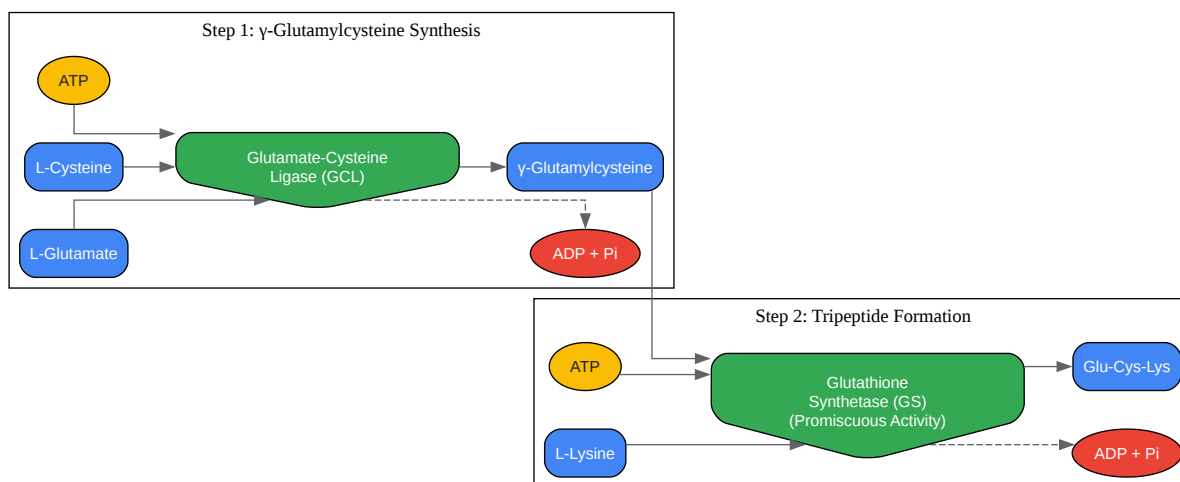 Step 1: γ-Glutamylcysteine Synthesis
ATP
L-Cysteine
Glutamate-Cysteine
Ligase (GCL)
γ-Glutamylcysteine
L-Glutamate
ADP + Pi
Step 2: Tripeptide Formation
ATP
Glutathione
Synthetase (GS)
(Promiscuous Activity)
Glu-Cys-Lys
L-Lysine
ADP + Pi